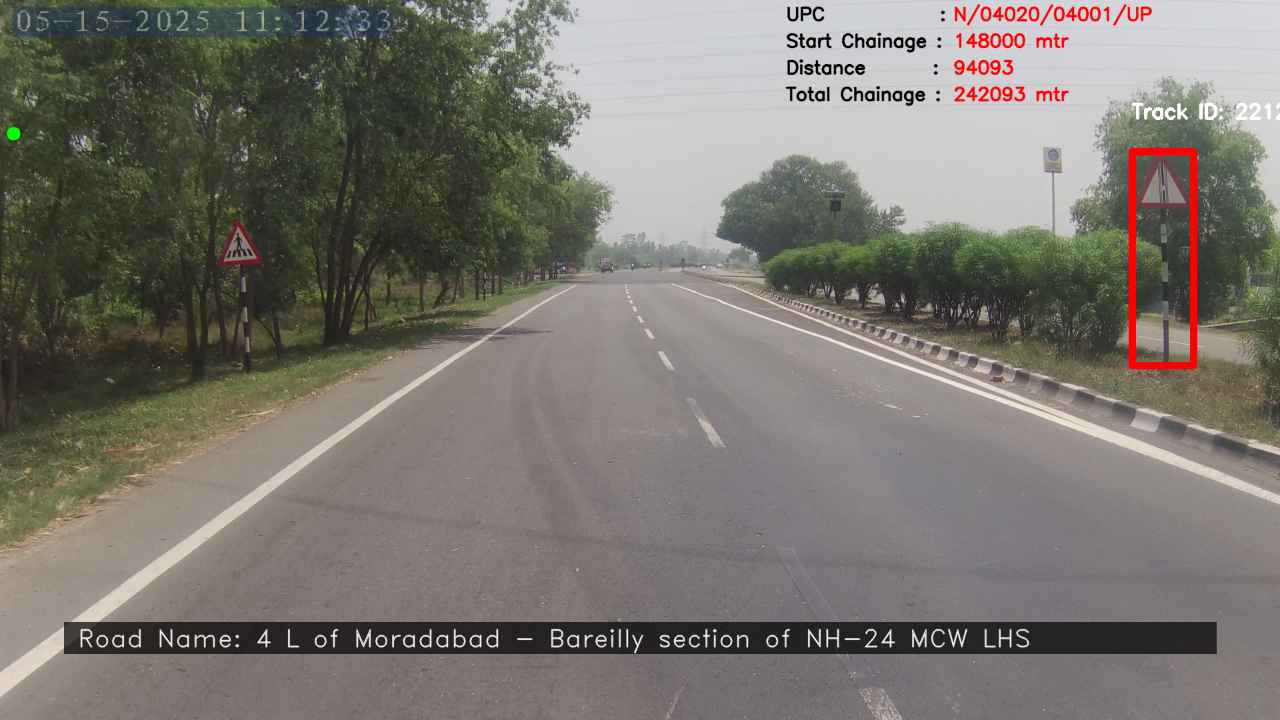 05-15-2025 11:12:33
UPC : N/04020/04001/UP
Start Chainage : 148000 mtr
Distance : 94093
Total Chainage : 242093 mtr
Track ID: 2212
Road Name: 4 L of Moradabad - Bareilly section of NH-24 MCW LHS